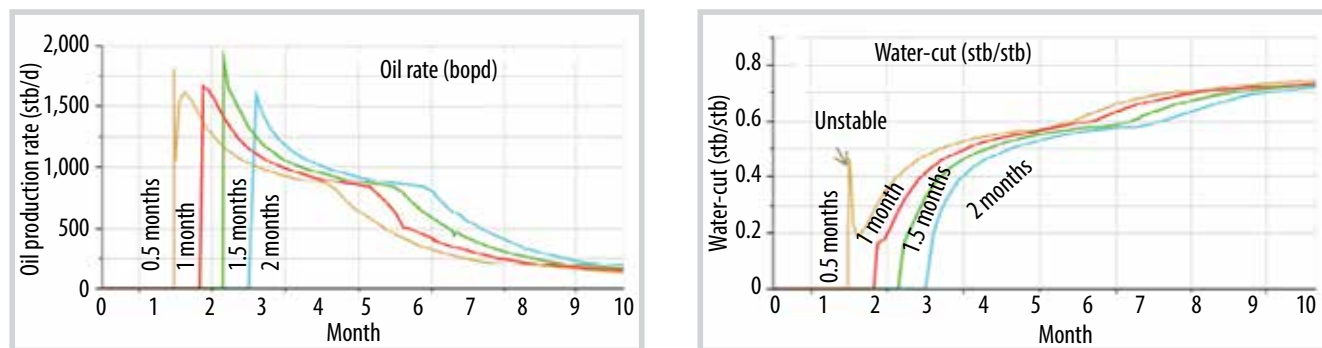 Oil production rate (stb/d)
2,000
1,500
1,000
500
0
Oil rate (bopd)
0.5 months
1 month
1.5 months
2 months
0 1 2 3 4 5 6 7 8 9 10
Month
Water-cut (stb/stb)
0.8
0.6
0.4
0.2
0
Water-cut (stb/stb)
Unstable
0.5 months
1 month
1.5 months
2 months
0 1 2 3 4 5 6 7 8 9 10
Month